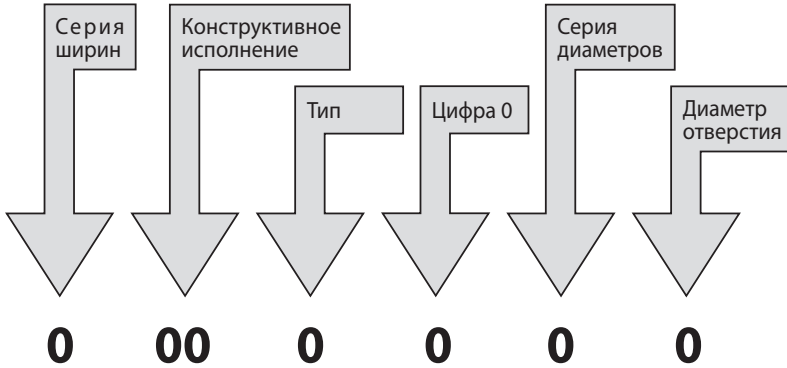 Серия
ширин
Конструктивное
исполнение
Тип
Цифра 0
Серия
диаметров
Диаметр
отверстия
0 00 0 0 0 0